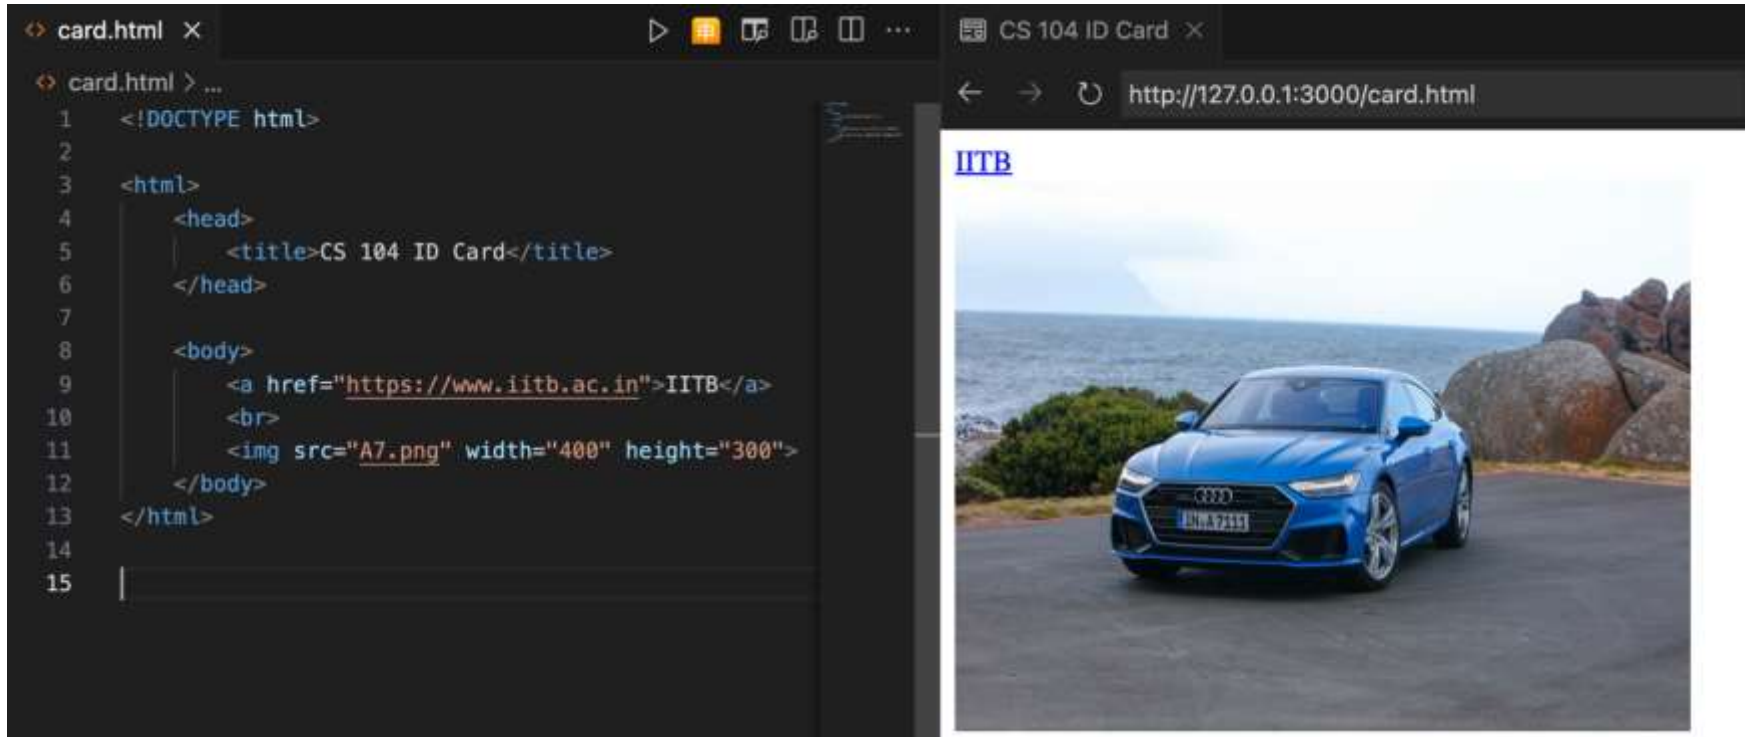 card.html
card.html > ...
1 <!DOCTYPE html>
2
3 <html>
4 <head>
5 <title>CS 104 ID Card</title>
6 </head>
7
8 <body>
9 <a href="https://www.iitb.ac.in">IITB</a>
10 <br>
11 <img src="A7.png" width="400" height="300">
12 </body>
13 </html>
14
15
CS 104 ID Card
http://127.0.0.1:3000/card.html
IITB
IN·A7111